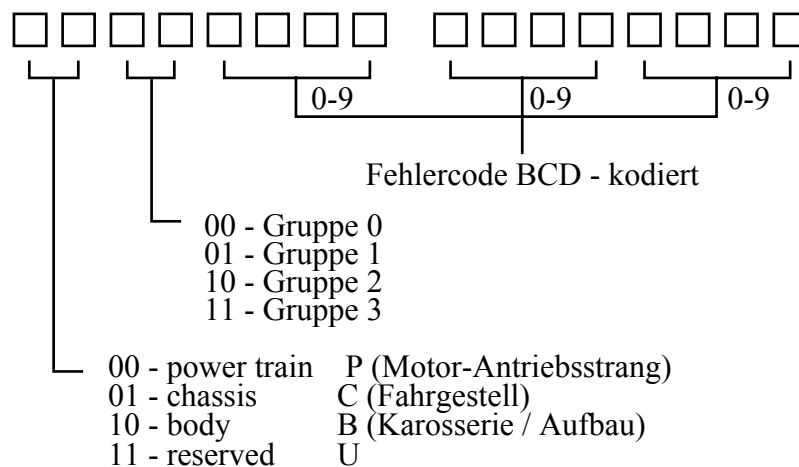 0-9 0-9 0-9
Fehlercode BCD - kodiert
00 - Gruppe 0
01 - Gruppe 1
10 - Gruppe 2
11 - Gruppe 3
00 - power train P (Motor-Antriebsstrang)
01 - chassis C (Fahrgestell)
10 - body B (Karosserie / Aufbau)
11 - reserved U